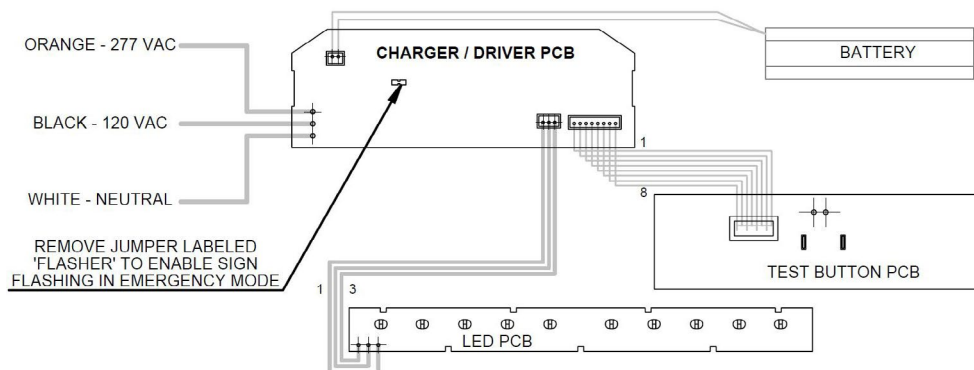 ORANGE - 277 VAC
CHARGER / DRIVER PCB
BATTERY
BLACK - 120 VAC
1
8
WHITE - NEUTRAL
REMOVE JUMPER LABELED
'FLASHER' TO ENABLE SIGN
FLASHING IN EMERGENCY MODE
TEST BUTTON PCB
1
3
LED PCB